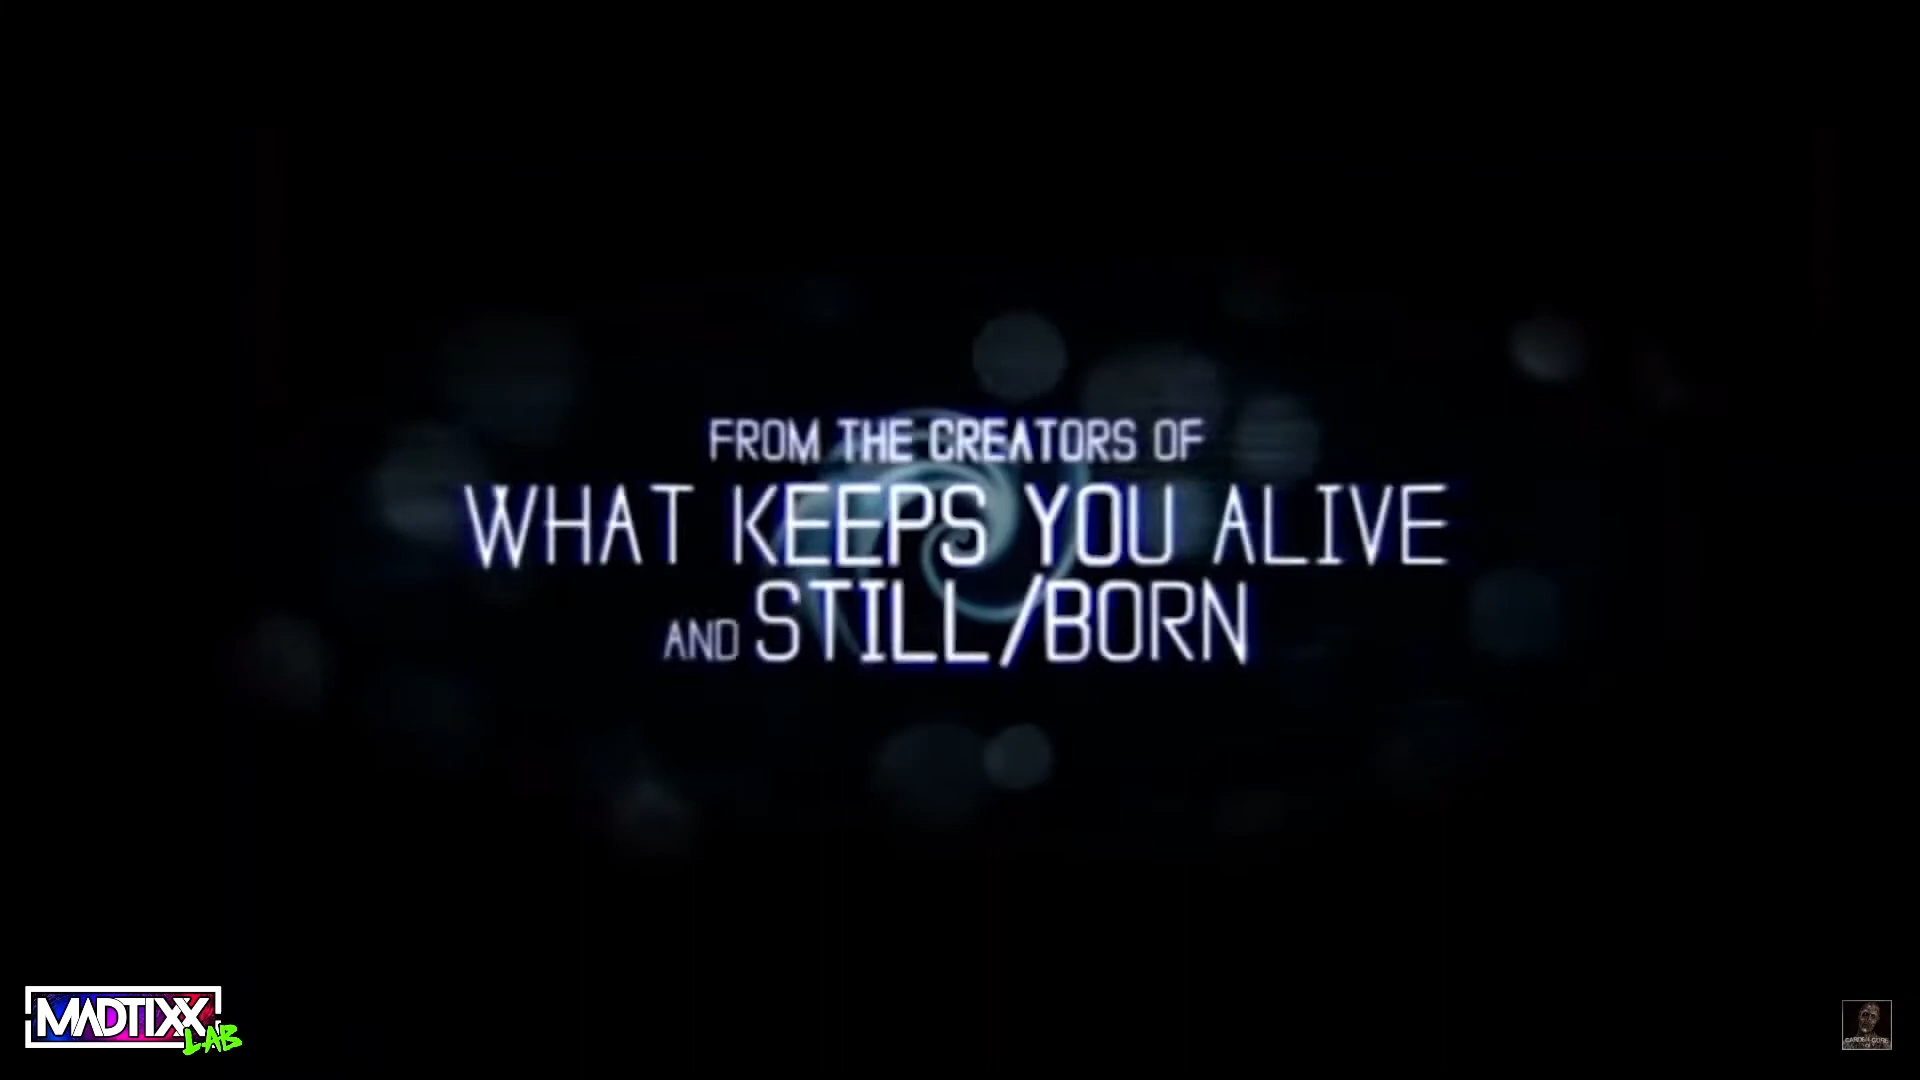 FROM THE CREATORS OF
WHAT KEEPS YOU ALIVE
AND STILL/BORN
MADTIXX
LAB